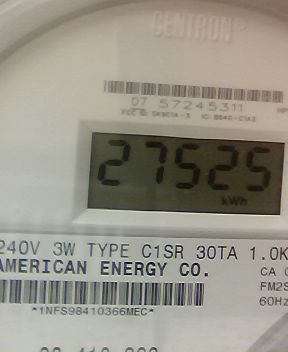 CENTRON®
07 57245311
27525
kWh
240V 3W TYPE C1SR 30TA 1.0K
AMERICAN ENERGY CO.
CA
FM2S
60Hz
*1NFS98410366MEC*